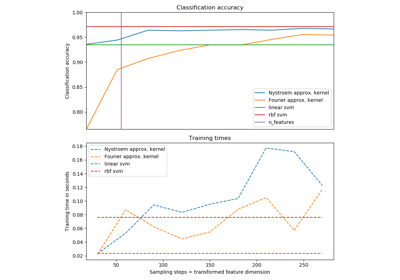 Classification accuracy
1.00
0.95
0.90
0.85
0.80
Classification accuracy
Nystroem approx. kernel
Fourier approx. kernel
linear svm
rbf svm
n_features
Training times
0.18
0.16
0.14
0.12
0.10
0.08
0.06
0.04
0.02
Training time in seconds
Nystroem approx. kernel
Fourier approx. kernel
linear svm
rbf svm
50
100
150
200
250
Sampling steps = transformed feature dimension